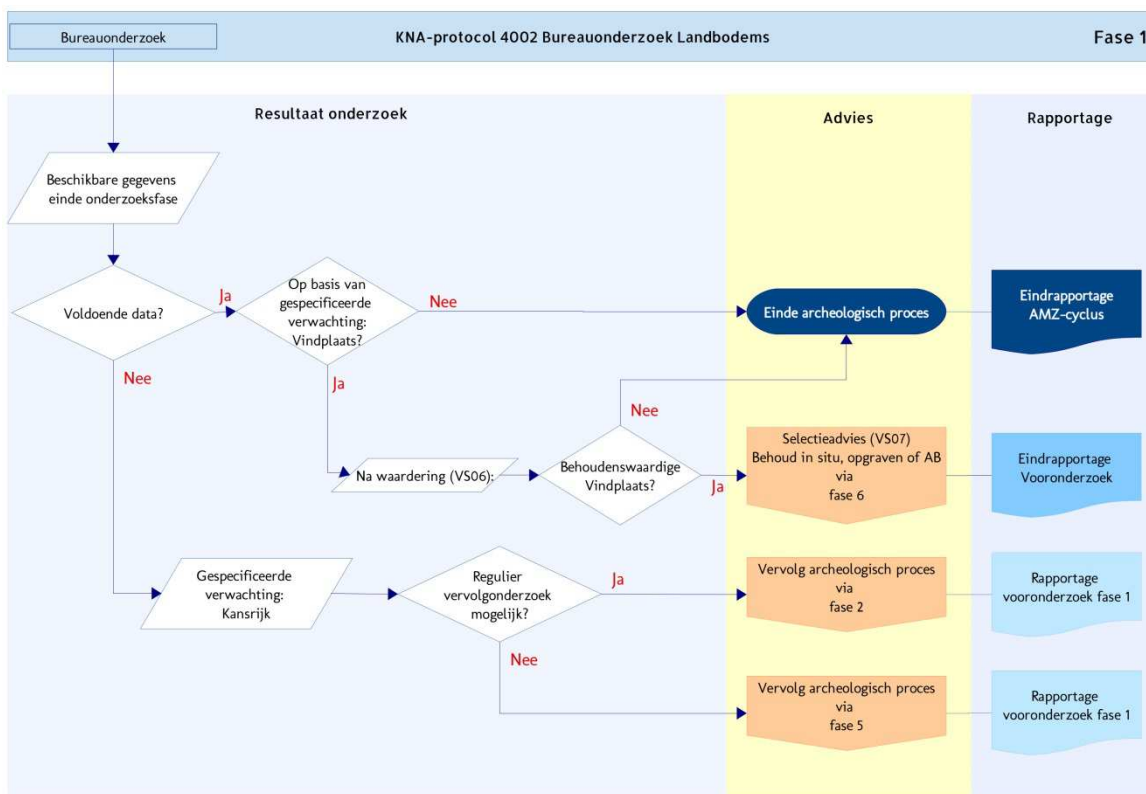 Bureauonderzoek
KNA-protocol 4002 Bureauonderzoek Landbodems
Fase 1
Resultaat onderzoek
Advies
Rapportage
Beschikbare gegevens
einde onderzoeksfase
Voldoende data?
Ja
Op basis van
gespecificeerde
verwachting:
Vindplaats?
Nee
Einde archeologisch proces
Eindrapportage
AMZ-cyclus
Nee
Ja
Na waardering (VS06):
Behoudenswaardige
Vindplaats?
Nee
Ja
Selectieadvies (VS07)
Behoud in situ, opgraven of AB
via
fase 6
Eindrapportage
Vooronderzoek
Gespecificeerde
verwachting:
Kansrijk
Regulier
vervolgonderzoek
mogelijk?
Ja
Vervolg archeologisch proces
via
fase 2
Rapportage
vooronderzoek fase 1
Nee
Vervolg archeologisch proces
via
fase 5
Rapportage
vooronderzoek fase 1